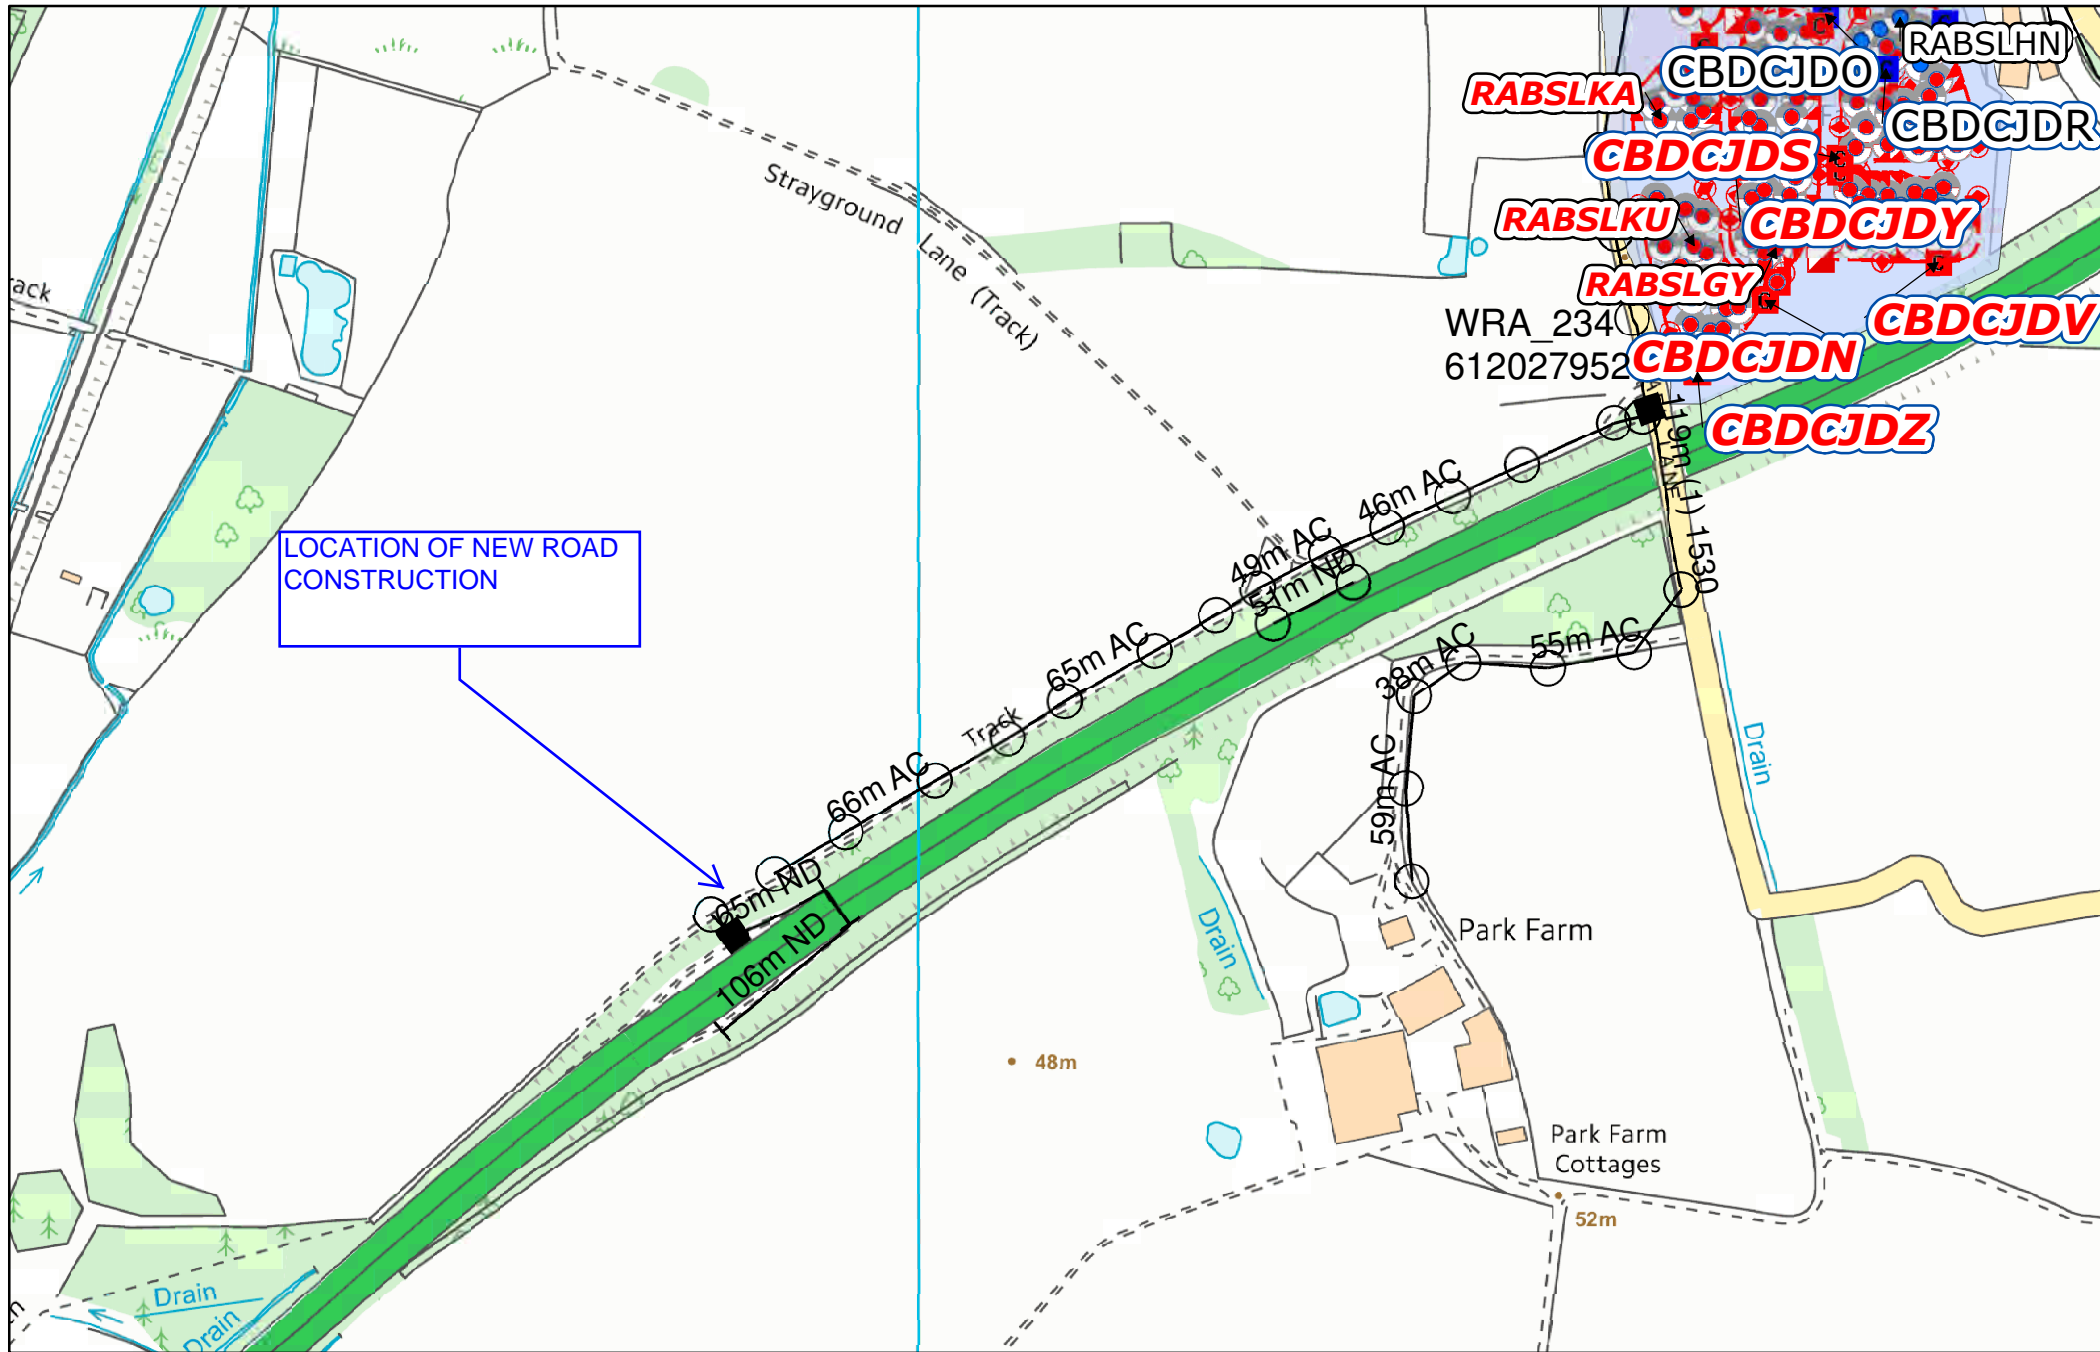 RABSLHN
CBDCJDO
RABSLKA
CBDCJDR
CBDCJDS
Strayground Lane (Track)
RABSLKU
CBDCJDY
RABSLGY
ack
WRA_234
612027952
CBDCJDV
CBDCJDN
CBDCJDZ
119m (1) 1530
LANE
46m AC
49m AC
51m ND
LOCATION OF NEW ROAD
CONSTRUCTION
55m AC
38m AC
65m AC
Track
Drain
59m AC
66m AC
65m ND
106m ND
Drain
Park Farm
48m
Park Farm
Cottages
52m
Drain
Drain